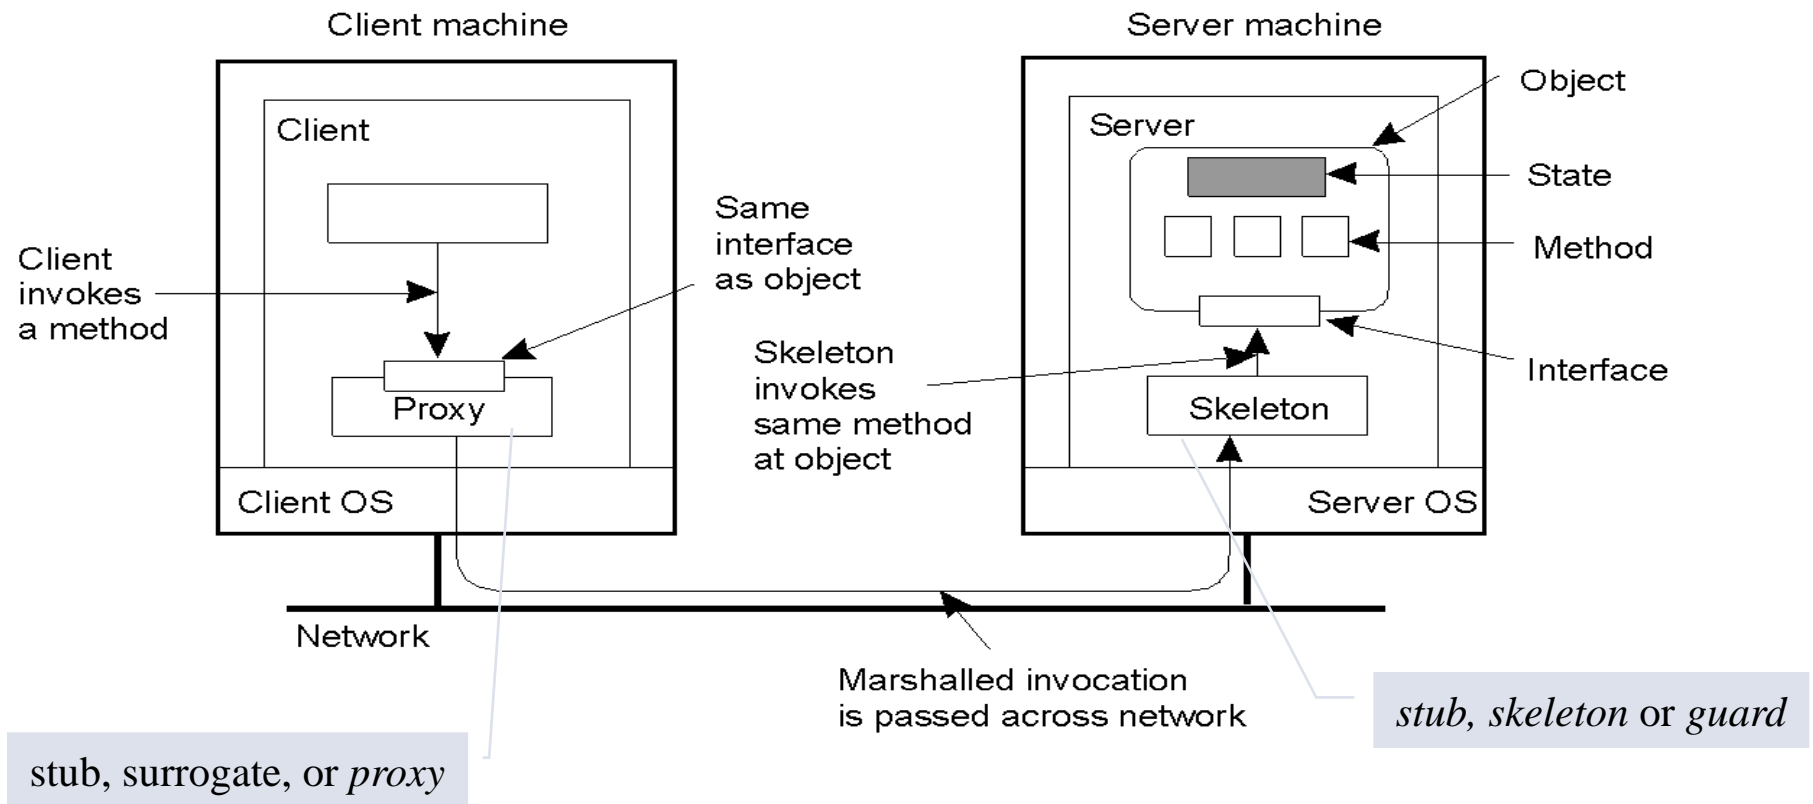 Client machine
Server machine
Object
Client
Server
State
Same
interface
as object
Method
Client
invokes
a method
Skeleton
invokes
same method
at object
Interface
Proxy
Skeleton
Client OS
Server OS
Network
Marshalled invocation
is passed across network
stub, skeleton or guard
stub, surrogate, or proxy